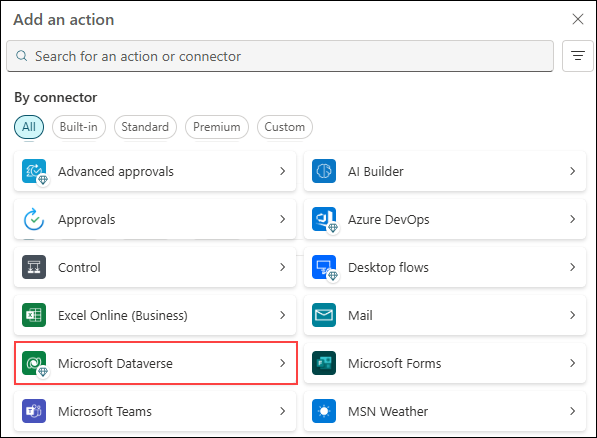 Add an action
Search for an action or connector
By connector
All Built-in Standard Premium Custom
Advanced approvals AI Builder
Approvals Azure DevOps
Control Desktop flows
Excel Online (Business) Mail
Microsoft Dataverse Microsoft Forms
Microsoft Teams MSN Weather